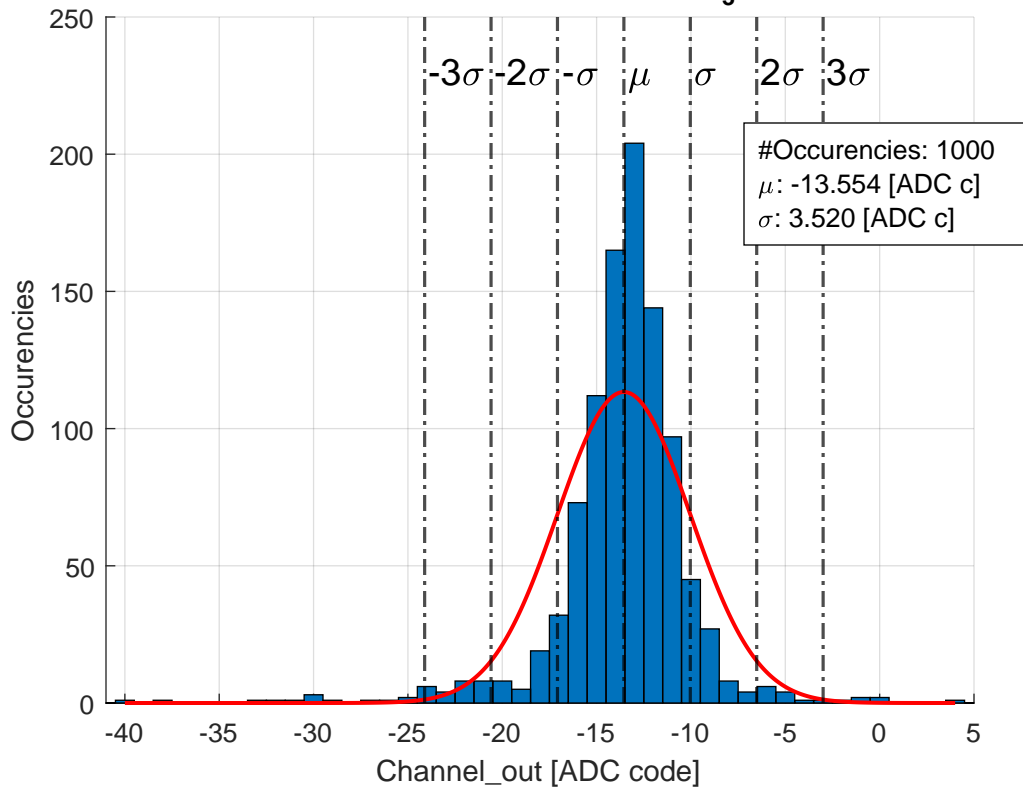 250
-3σ -2σ -σ μ σ 2σ 3σ
200
#Occurencies: 1000
μ: -13.554 [ADC c]
σ: 3.520 [ADC c]
150
Occurencies
100
50
0
-40 -35 -30 -25 -20 -15 -10 -5 0 5
Channel_out [ADC code]